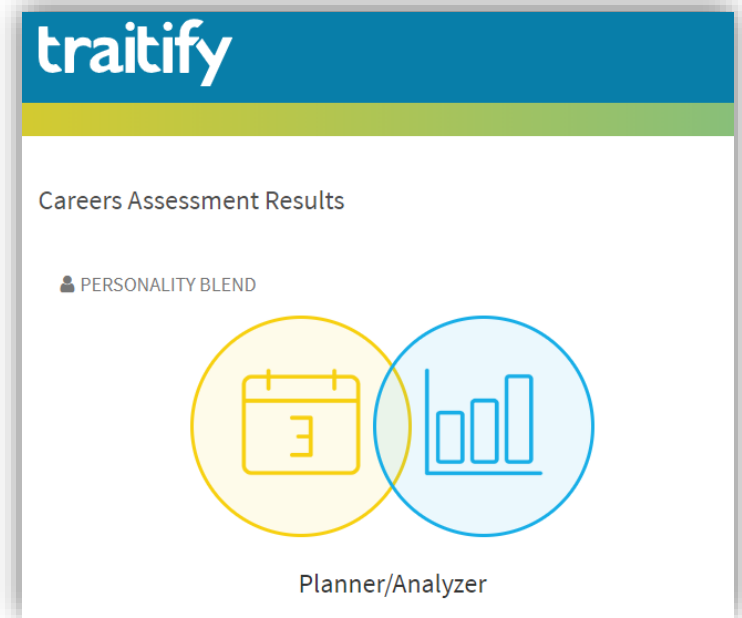 traitify
Careers Assessment Results
PERSONALITY BLEND
3
Planner/Analyzer